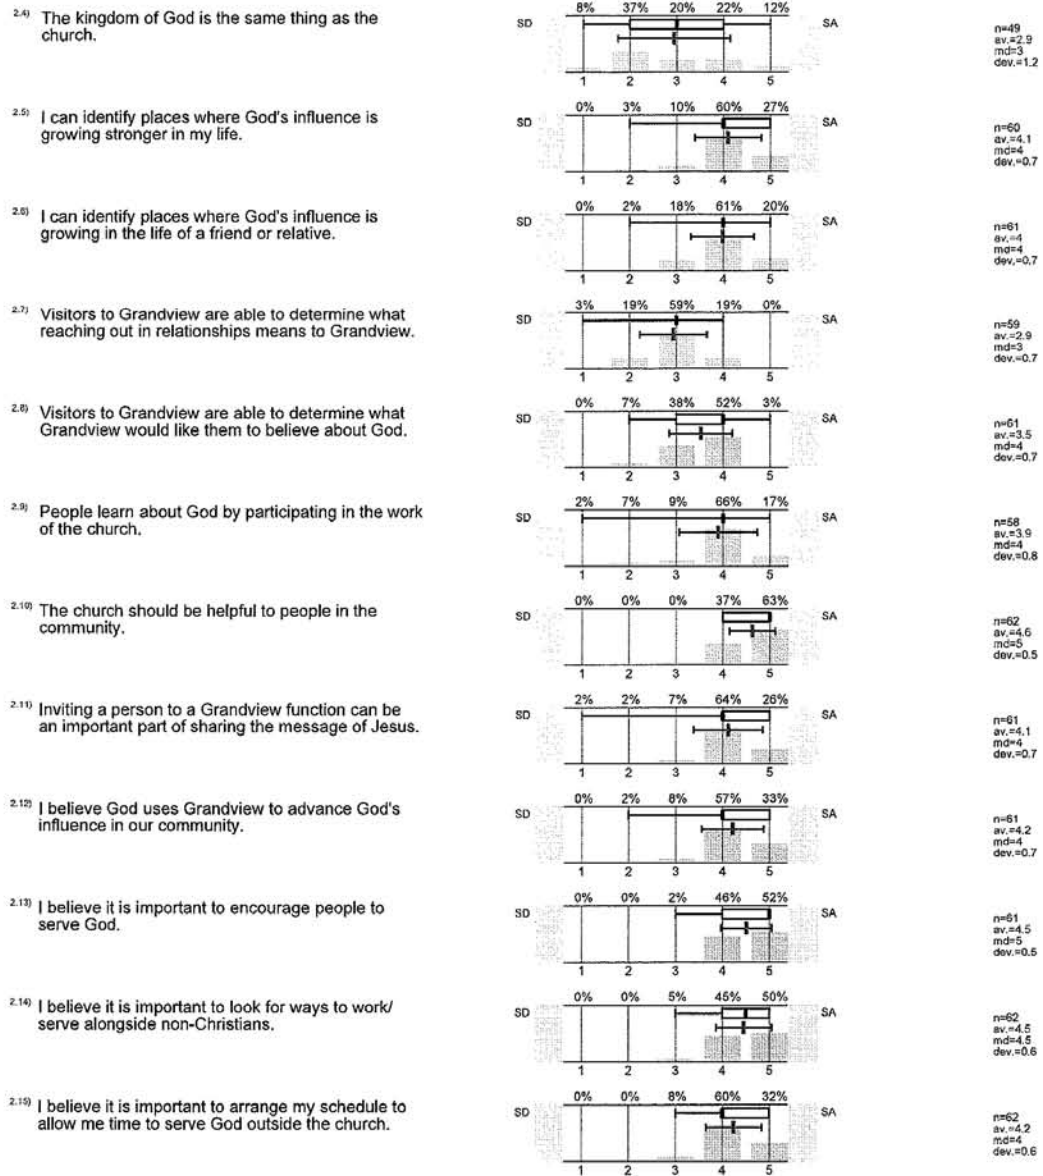 2.4) The kingdom of God is the same thing as the
church.
8% 37% 20% 22% 12%
SD SA
1 2 3 4 5
n=49
av.=2.9
md=3
dev.=1.2
2.5) I can identify places where God's influence is
growing stronger in my life.
0% 3% 10% 60% 27%
SD SA
1 2 3 4 5
n=60
av.=4.1
md=4
dev.=0.7
2.6) I can identify places where God's influence is
growing in the life of a friend or relative.
0% 2% 18% 61% 20%
SD SA
1 2 3 4 5
n=61
av.=4
md=4
dev.=0.7
2.7) Visitors to Grandview are able to determine what
reaching out in relationships means to Grandview.
3% 19% 59% 19% 0%
SD SA
1 2 3 4 5
n=59
av.=2.9
md=3
dev.=0.7
2.8) Visitors to Grandview are able to determine what
Grandview would like them to believe about God.
0% 7% 38% 52% 3%
SD SA
1 2 3 4 5
n=61
av.=3.5
md=4
dev.=0.7
2.9) People learn about God by participating in the work
of the church.
2% 7% 9% 66% 17%
SD SA
1 2 3 4 5
n=58
av.=3.9
md=4
dev.=0.8
2.10) The church should be helpful to people in the
community.
0% 0% 0% 37% 63%
SD SA
1 2 3 4 5
n=62
av.=4.6
md=5
dev.=0.5
2.11) Inviting a person to a Grandview function can be
an important part of sharing the message of Jesus.
2% 2% 7% 64% 26%
SD SA
1 2 3 4 5
n=61
av.=4.1
md=4
dev.=0.7
2.12) I believe God uses Grandview to advance God's
influence in our community.
0% 2% 8% 57% 33%
SD SA
1 2 3 4 5
n=61
av.=4.2
md=4
dev.=0.7
2.13) I believe it is important to encourage people to
serve God.
0% 0% 2% 46% 52%
SD SA
1 2 3 4 5
n=61
av.=4.5
md=5
dev.=0.5
2.14) I believe it is important to look for ways to work/
serve alongside non-Christians.
0% 0% 5% 45% 50%
SD SA
1 2 3 4 5
n=62
av.=4.5
md=4.5
dev.=0.6
2.15) I believe it is important to arrange my schedule to
allow me time to serve God outside the church.
0% 0% 8% 60% 32%
SD SA
1 2 3 4 5
n=62
av.=4.2
md=4
dev.=0.6